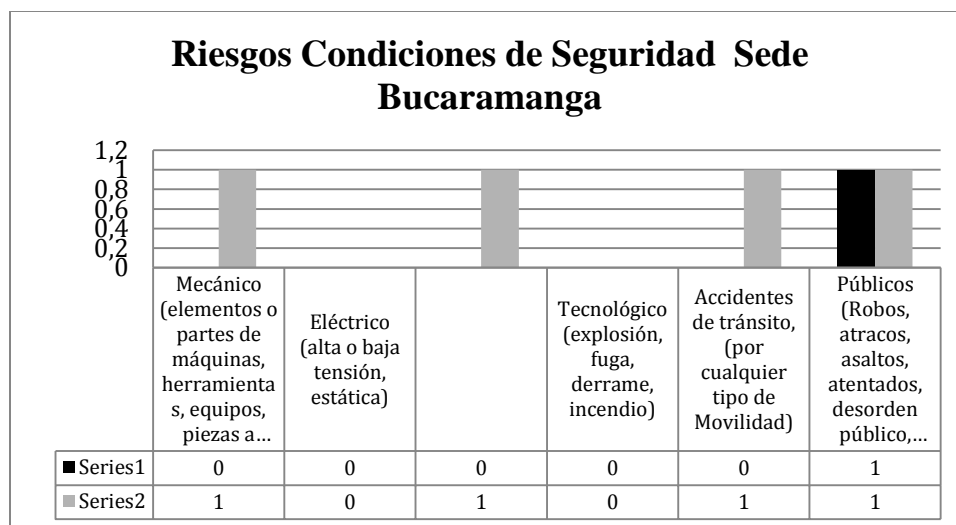 Riesgos Condiciones de Seguridad Sede
Bucaramanga
1,2
1
0,8
0,6
0,4
0,2
0
Mecánico
(elementos o
partes de
máquinas,
herramienta
s, equipos,
piezas a…
Eléctrico
(alta o baja
tensión,
estática)
Tecnológico
(explosión,
fuga,
derrame,
incendio)
Accidentes
de tránsito,
(por
cualquier
tipo de
Movilidad)
Públicos
(Robos,
atracos,
asaltos,
atentados,
desorden
público,…
Series1 0 0 0 0 0 1
Series2 1 0 1 0 1 1